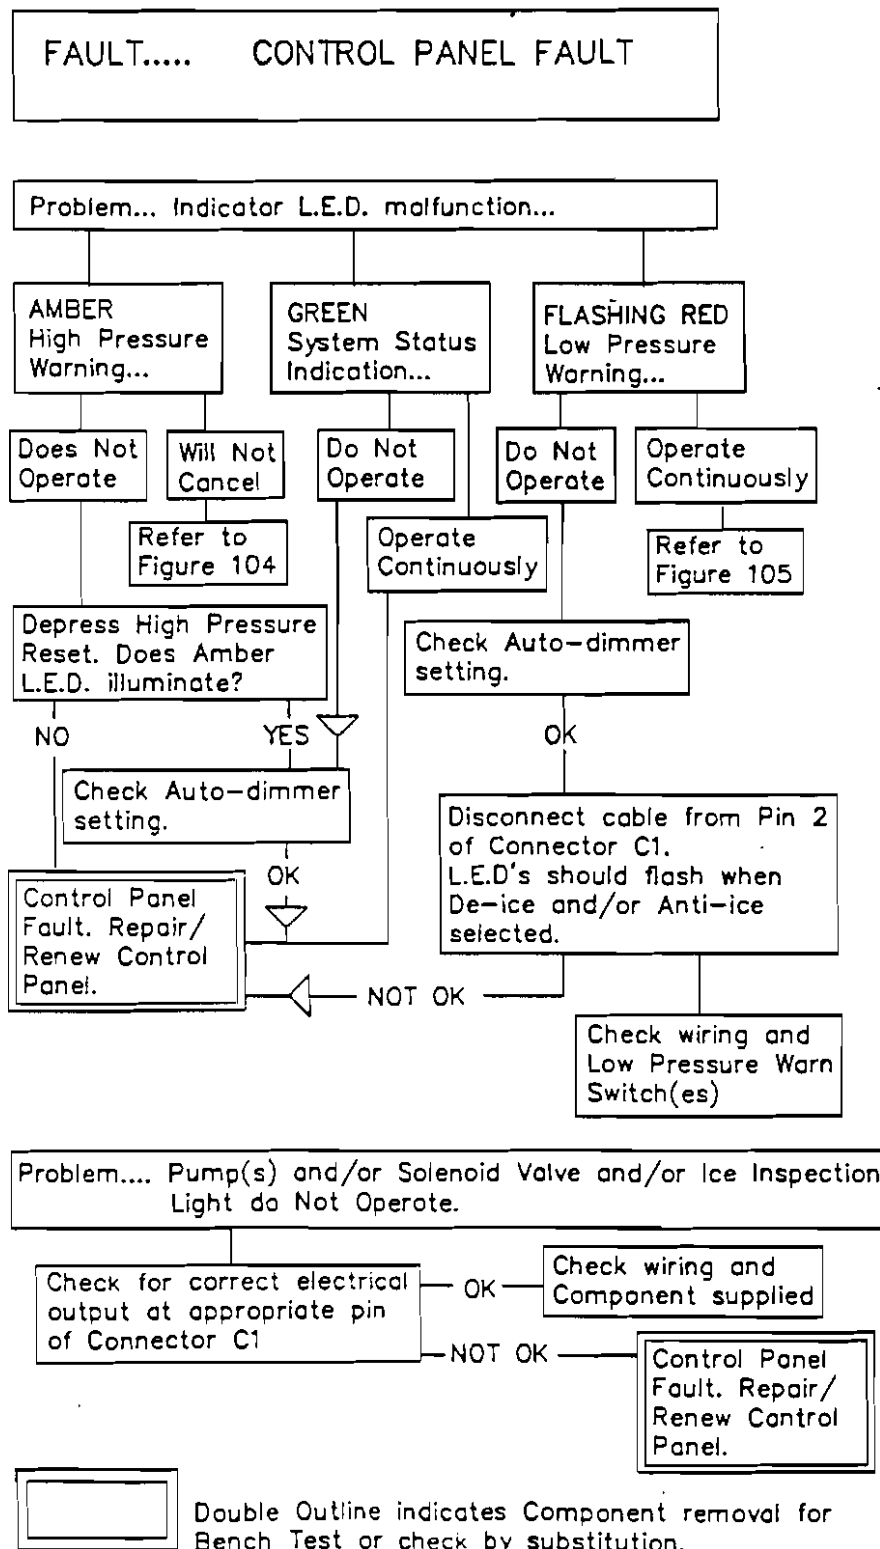 FAULT..... CONTROL PANEL FAULT
Problem... Indicator L.E.D. malfunction...
AMBER
High Pressure
Warning...
GREEN
System Status
Indication...
FLASHING RED
Low Pressure
Warning...
Does Not
Operate
Will Not
Cancel
Do Not
Operate
Do Not
Operate
Operate
Continuously
Refer to
Figure 104
Operate
Continuously
Refer to
Figure 105
Depress High Pressure
Reset. Does Amber
L.E.D. illuminate?
Check Auto-dimmer
setting.
NO
YES
OK
Check Auto-dimmer
setting.
Disconnect cable from Pin 2
of Connector C1.
L.E.D's should flash when
De-ice and/or Anti-ice
selected.
OK
Control Panel
Fault. Repair/
Renew Control
Panel.
NOT OK
Check wiring and
Low Pressure Warn
Switch(es)
Problem.... Pump(s) and/or Solenoid Valve and/or Ice Inspection
Light do Not Operate.
Check for correct electrical
output at appropriate pin
of Connector C1
OK
Check wiring and
Component supplied
NOT OK
Control Panel
Fault. Repair/
Renew Control
Panel.
Double Outline indicates Component removal for
Bench Test or check by substitution.